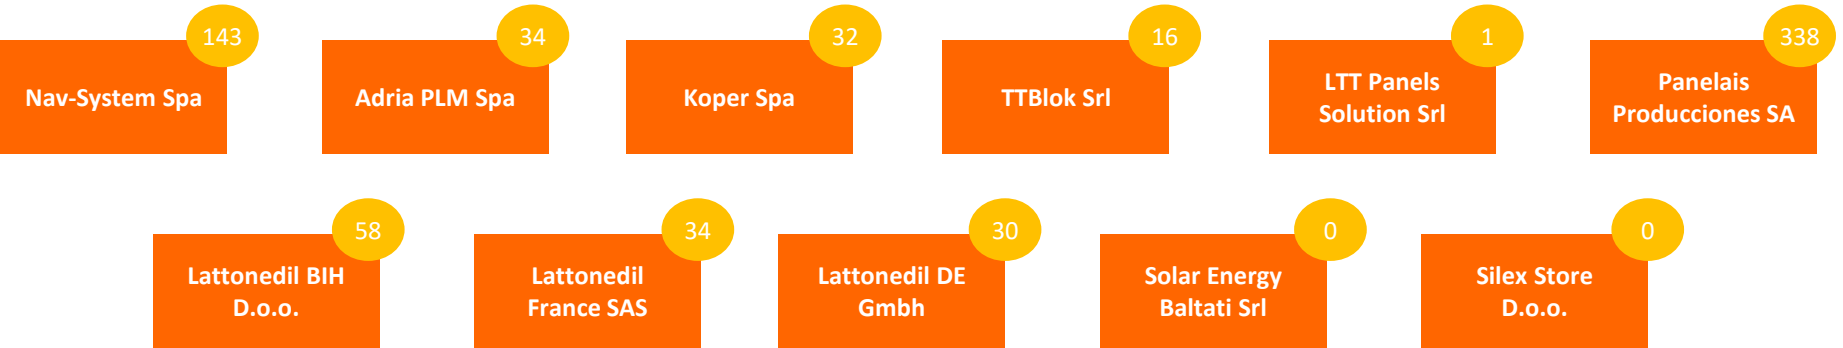 143
Nav-System Spa
34
Adria PLM Spa
32
Koper Spa
16
TTBlok Srl
1
LTT Panels
Solution Srl
338
Panelais
Producciones SA
58
Lattonedil BIH
D.o.o.
34
Lattonedil
France SAS
30
Lattonedil DE
Gmbh
0
Solar Energy
Baltati Srl
0
Silex Store
D.o.o.